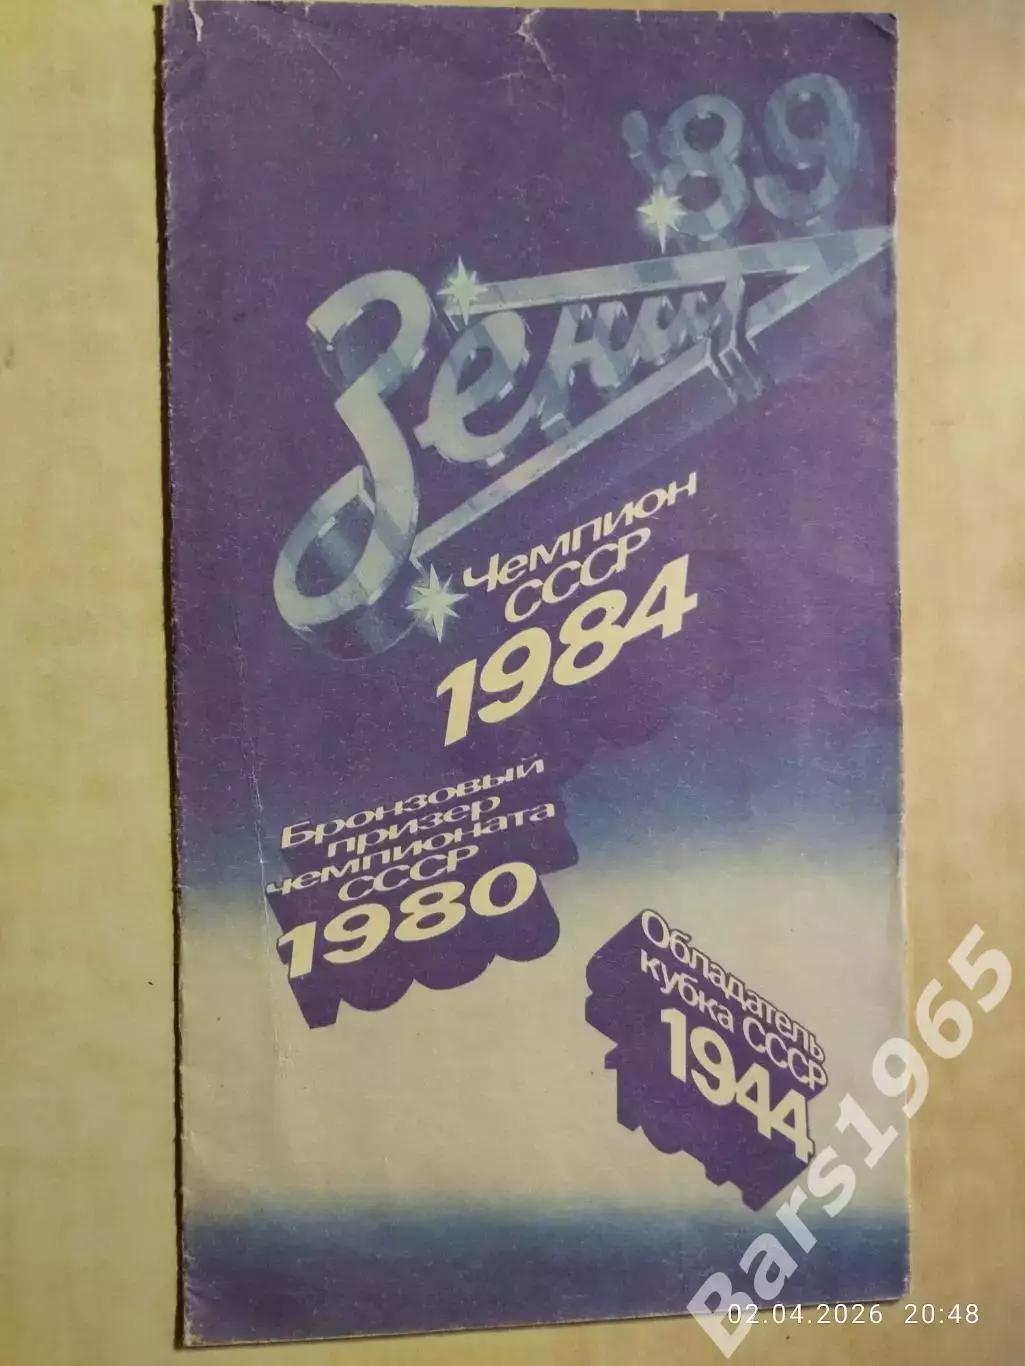 '89
Зенит
Чемпион
СССР
1984
Бронзовый
призер
чемпионата
СССР
1980
Обладатель
кубка СССР
1944
Bars1965
02.04.2026 20:48